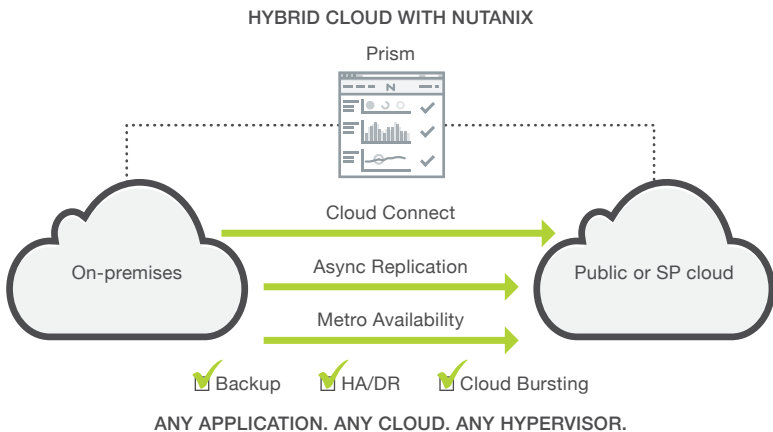 HYBRID CLOUD WITH NUTANIX
Prism
N
Cloud Connect
On-premises
Async Replication
Public or SP cloud
Metro Availability
Backup
HA/DR
Cloud Bursting
ANY APPLICATION. ANY CLOUD. ANY HYPERVISOR.